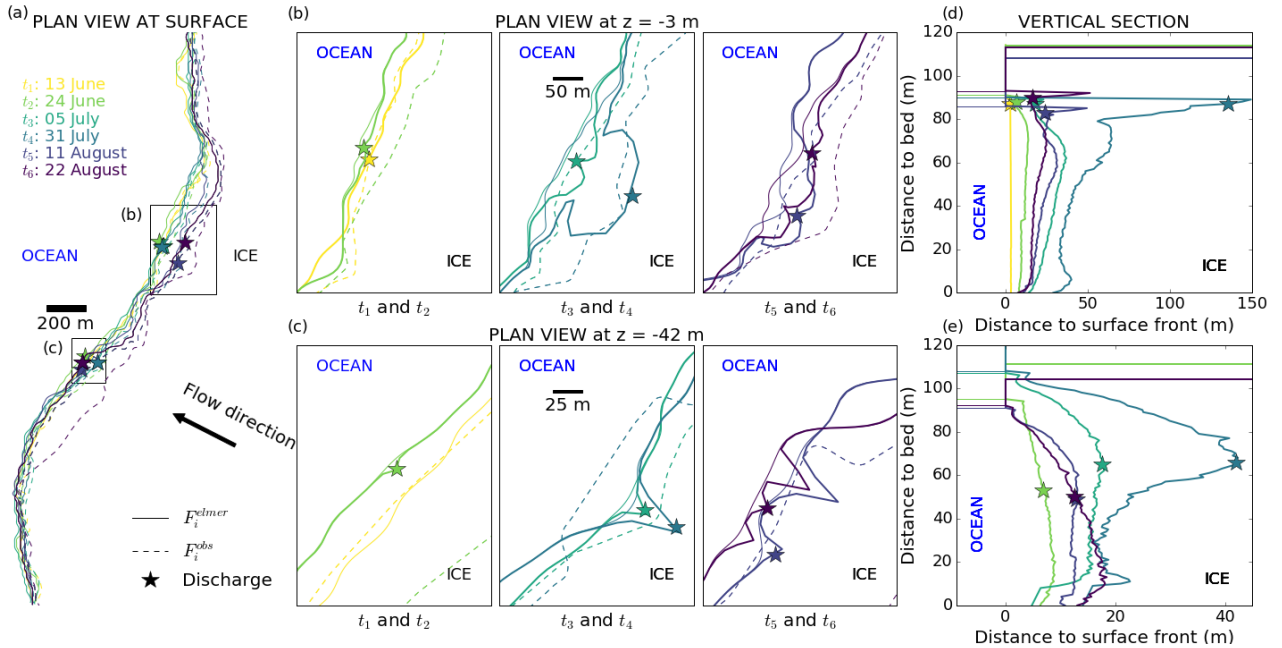 (a)
PLAN VIEW AT SURFACE
t₁: 13 June
t₂: 24 June
t₃: 05 July
t₄: 31 July
t₅: 11 August
t₆: 22 August
(b)
OCEAN
ICE
200 m
(c)
Flow direction
F_i^{elmer}
F_i^{obs}
Discharge
(b)
PLAN VIEW at z = -3 m
OCEAN
ICE
t₁ and t₂
OCEAN
50 m
ICE
t₃ and t₄
OCEAN
ICE
t₅ and t₆
(c)
PLAN VIEW at z = -42 m
OCEAN
ICE
t₁ and t₂
OCEAN
25 m
ICE
t₃ and t₄
OCEAN
ICE
t₅ and t₆
(d)
VERTICAL SECTION
Distance to bed (m)
120
100
80
60
40
20
0
OCEAN
ICE
0 50 100 150
Distance to surface front (m)
(e)
Distance to bed (m)
120
100
80
60
40
20
0
OCEAN
ICE
0 20 40
Distance to surface front (m)